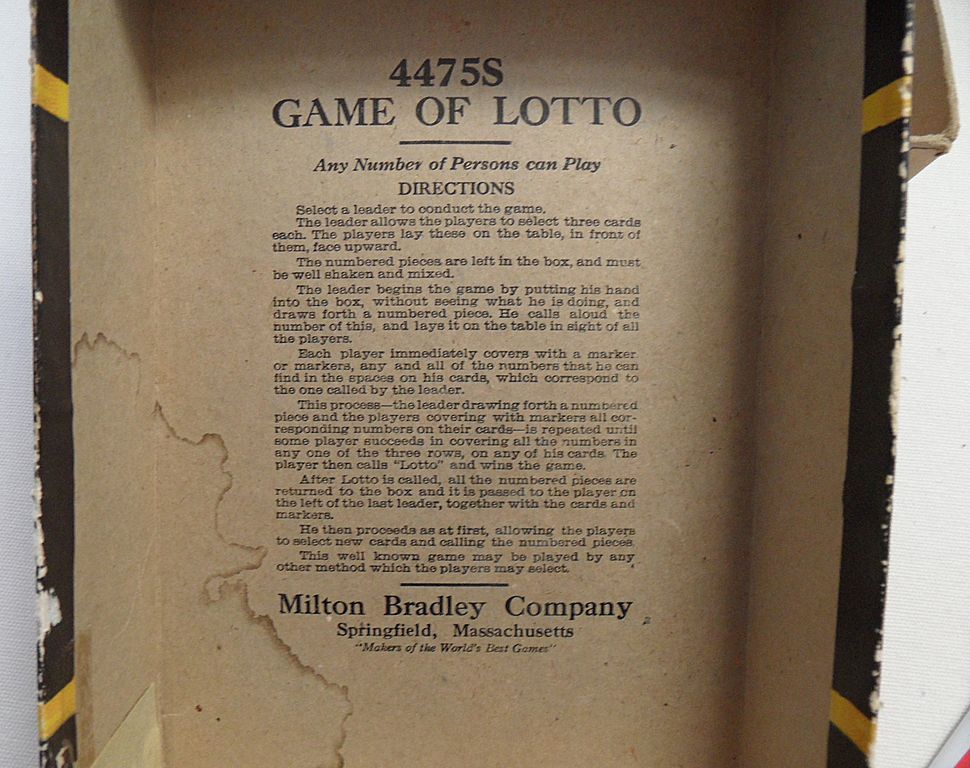 4475S
GAME OF LOTTO
Any Number of Persons can Play
DIRECTIONS
Select a leader to conduct the game.
The leader allows the players to select three cards
each. The players lay these on the table, in front of
them, face upward.
The numbered pieces are left in the box, and must
be well shaken and mixed.
The leader begins the game by putting his hand
into the box, without seeing what he is doing, and
draws forth a numbered piece. He calls aloud the
number of this, and lays it on the table in sight of all
the players.
Each player immediately covers with a marker
or markers, any and all of the numbers that he can
find in the spaces on his cards, which correspond to
the one called by the leader.
This process—the leader drawing forth a numbered
piece and the players covering with markers all cor-
responding numbers on their cards—is repeated until
some player succeeds in covering all the numbers in
any one of the three rows, on any of his cards. The
player then calls "Lotto" and wins the game.
After Lotto is called, all the numbered pieces are
returned to the box and it is passed to the player on
the left of the last leader, together with the cards and
markers.
He then proceeds as at first, allowing the players
to select new cards and calling the numbered pieces.
This well known game may be played by any
other method which the players may select.
Milton Bradley Company
Springfield, Massachusetts
"Makers of the World's Best Games"